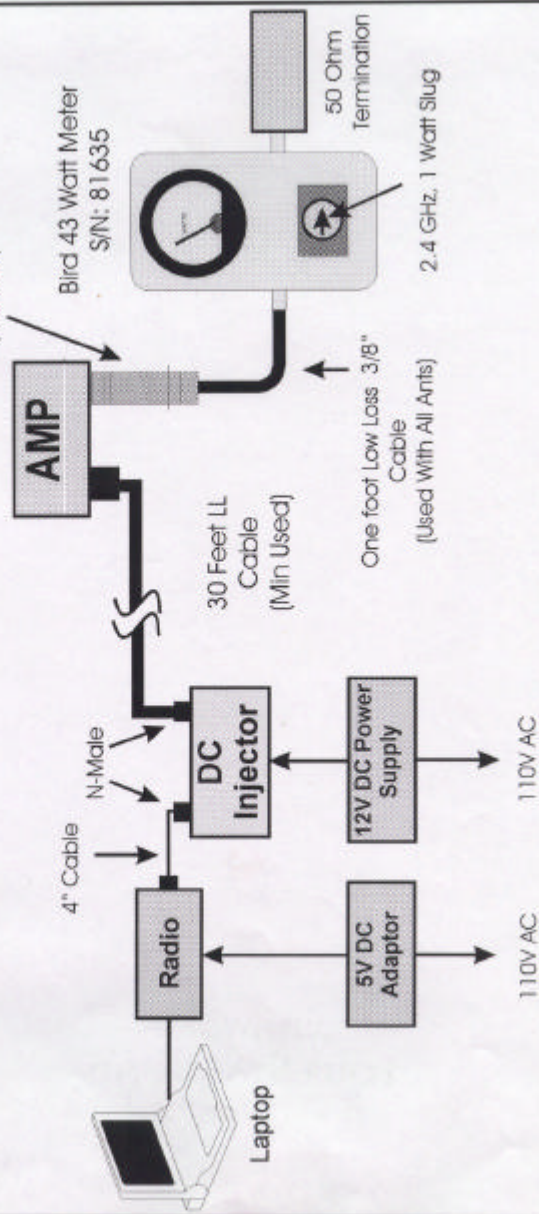 Laptop
Radio
4" Cable
N-Male
DC
Injector
5V DC
Adaptor
110V AC
12V DC Power
Supply
110V AC
30 Feet LL
Cable
(Min Used)
AMP
Bird 43 Watt Meter
S/N: 81635
One foot Low Loss 3/8"
Cable
(Used With All Ants)
50 Ohm
Termination
2.4 GHz, 1 Watt Slug